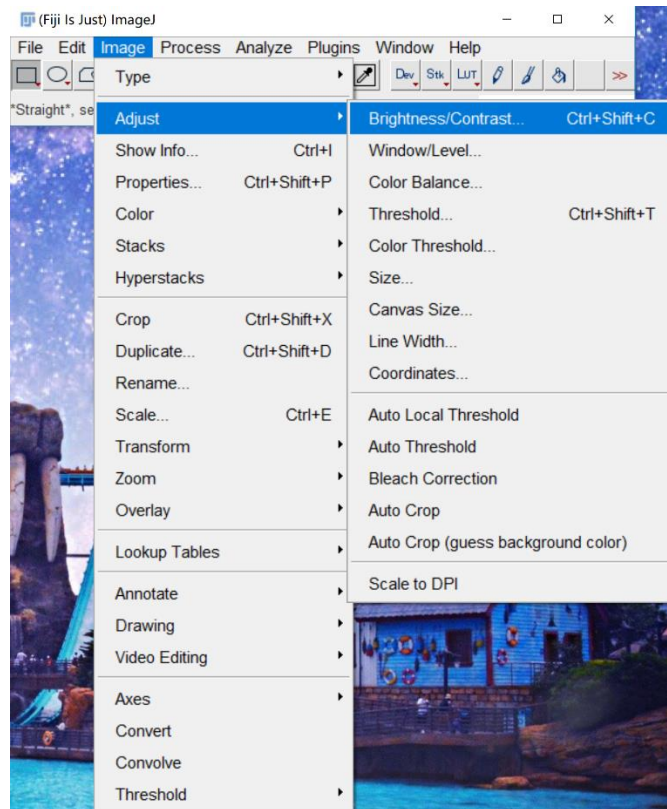 (Fiji Is Just) ImageJ
File Edit Image Process Analyze Plugins Window Help
Dev Stk LUT >>
*Straight*, se
Type
Adjust
Show Info... Ctrl+I
Properties... Ctrl+Shift+P
Color
Stacks
Hyperstacks
Crop Ctrl+Shift+X
Duplicate... Ctrl+Shift+D
Rename...
Scale... Ctrl+E
Transform
Zoom
Overlay
Lookup Tables
Annotate
Drawing
Video Editing
Axes
Convert
Convolve
Threshold
Brightness/Contrast... Ctrl+Shift+C
Window/Level...
Color Balance...
Threshold... Ctrl+Shift+T
Color Threshold...
Size...
Canvas Size...
Line Width...
Coordinates...
Auto Local Threshold
Auto Threshold
Bleach Correction
Auto Crop
Auto Crop (guess background color)
Scale to DPI